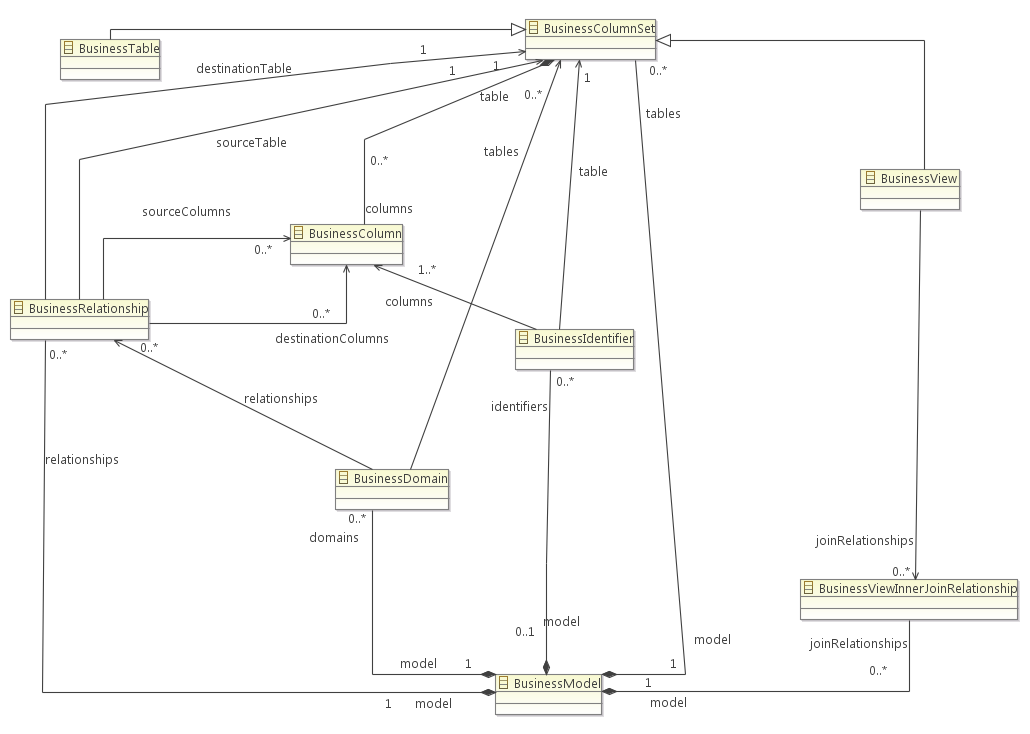 BusinessColumnSet
BusinessTable
1
destinationTable
1
1
0..*
1
table
0..*
tables
sourceTable
tables
0..*
table
BusinessView
columns
sourceColumns
BusinessColumn
0..*
1..*
columns
BusinessRelationship
0..*
destinationColumns
BusinessIdentifier
0..*
0..*
0..*
relationships
identifiers
relationships
BusinessDomain
0..*
domains
joinRelationships
0..*
BusinessViewInnerJoinRelationship
model
0..1
model
joinRelationships
model
1
1
0..*
BusinessModel
1
1
model
model